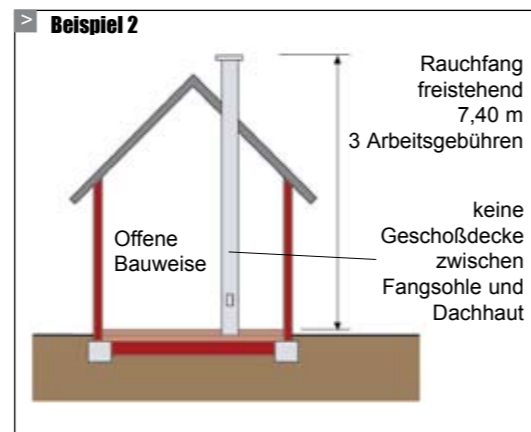 > Beispiel 2
Rauchfang
freistehend
7,40 m
3 Arbeitsgebühren
keine
Geschoßdecke
zwischen
Fangsohle und
Dachhaut
Offene
Bauweise